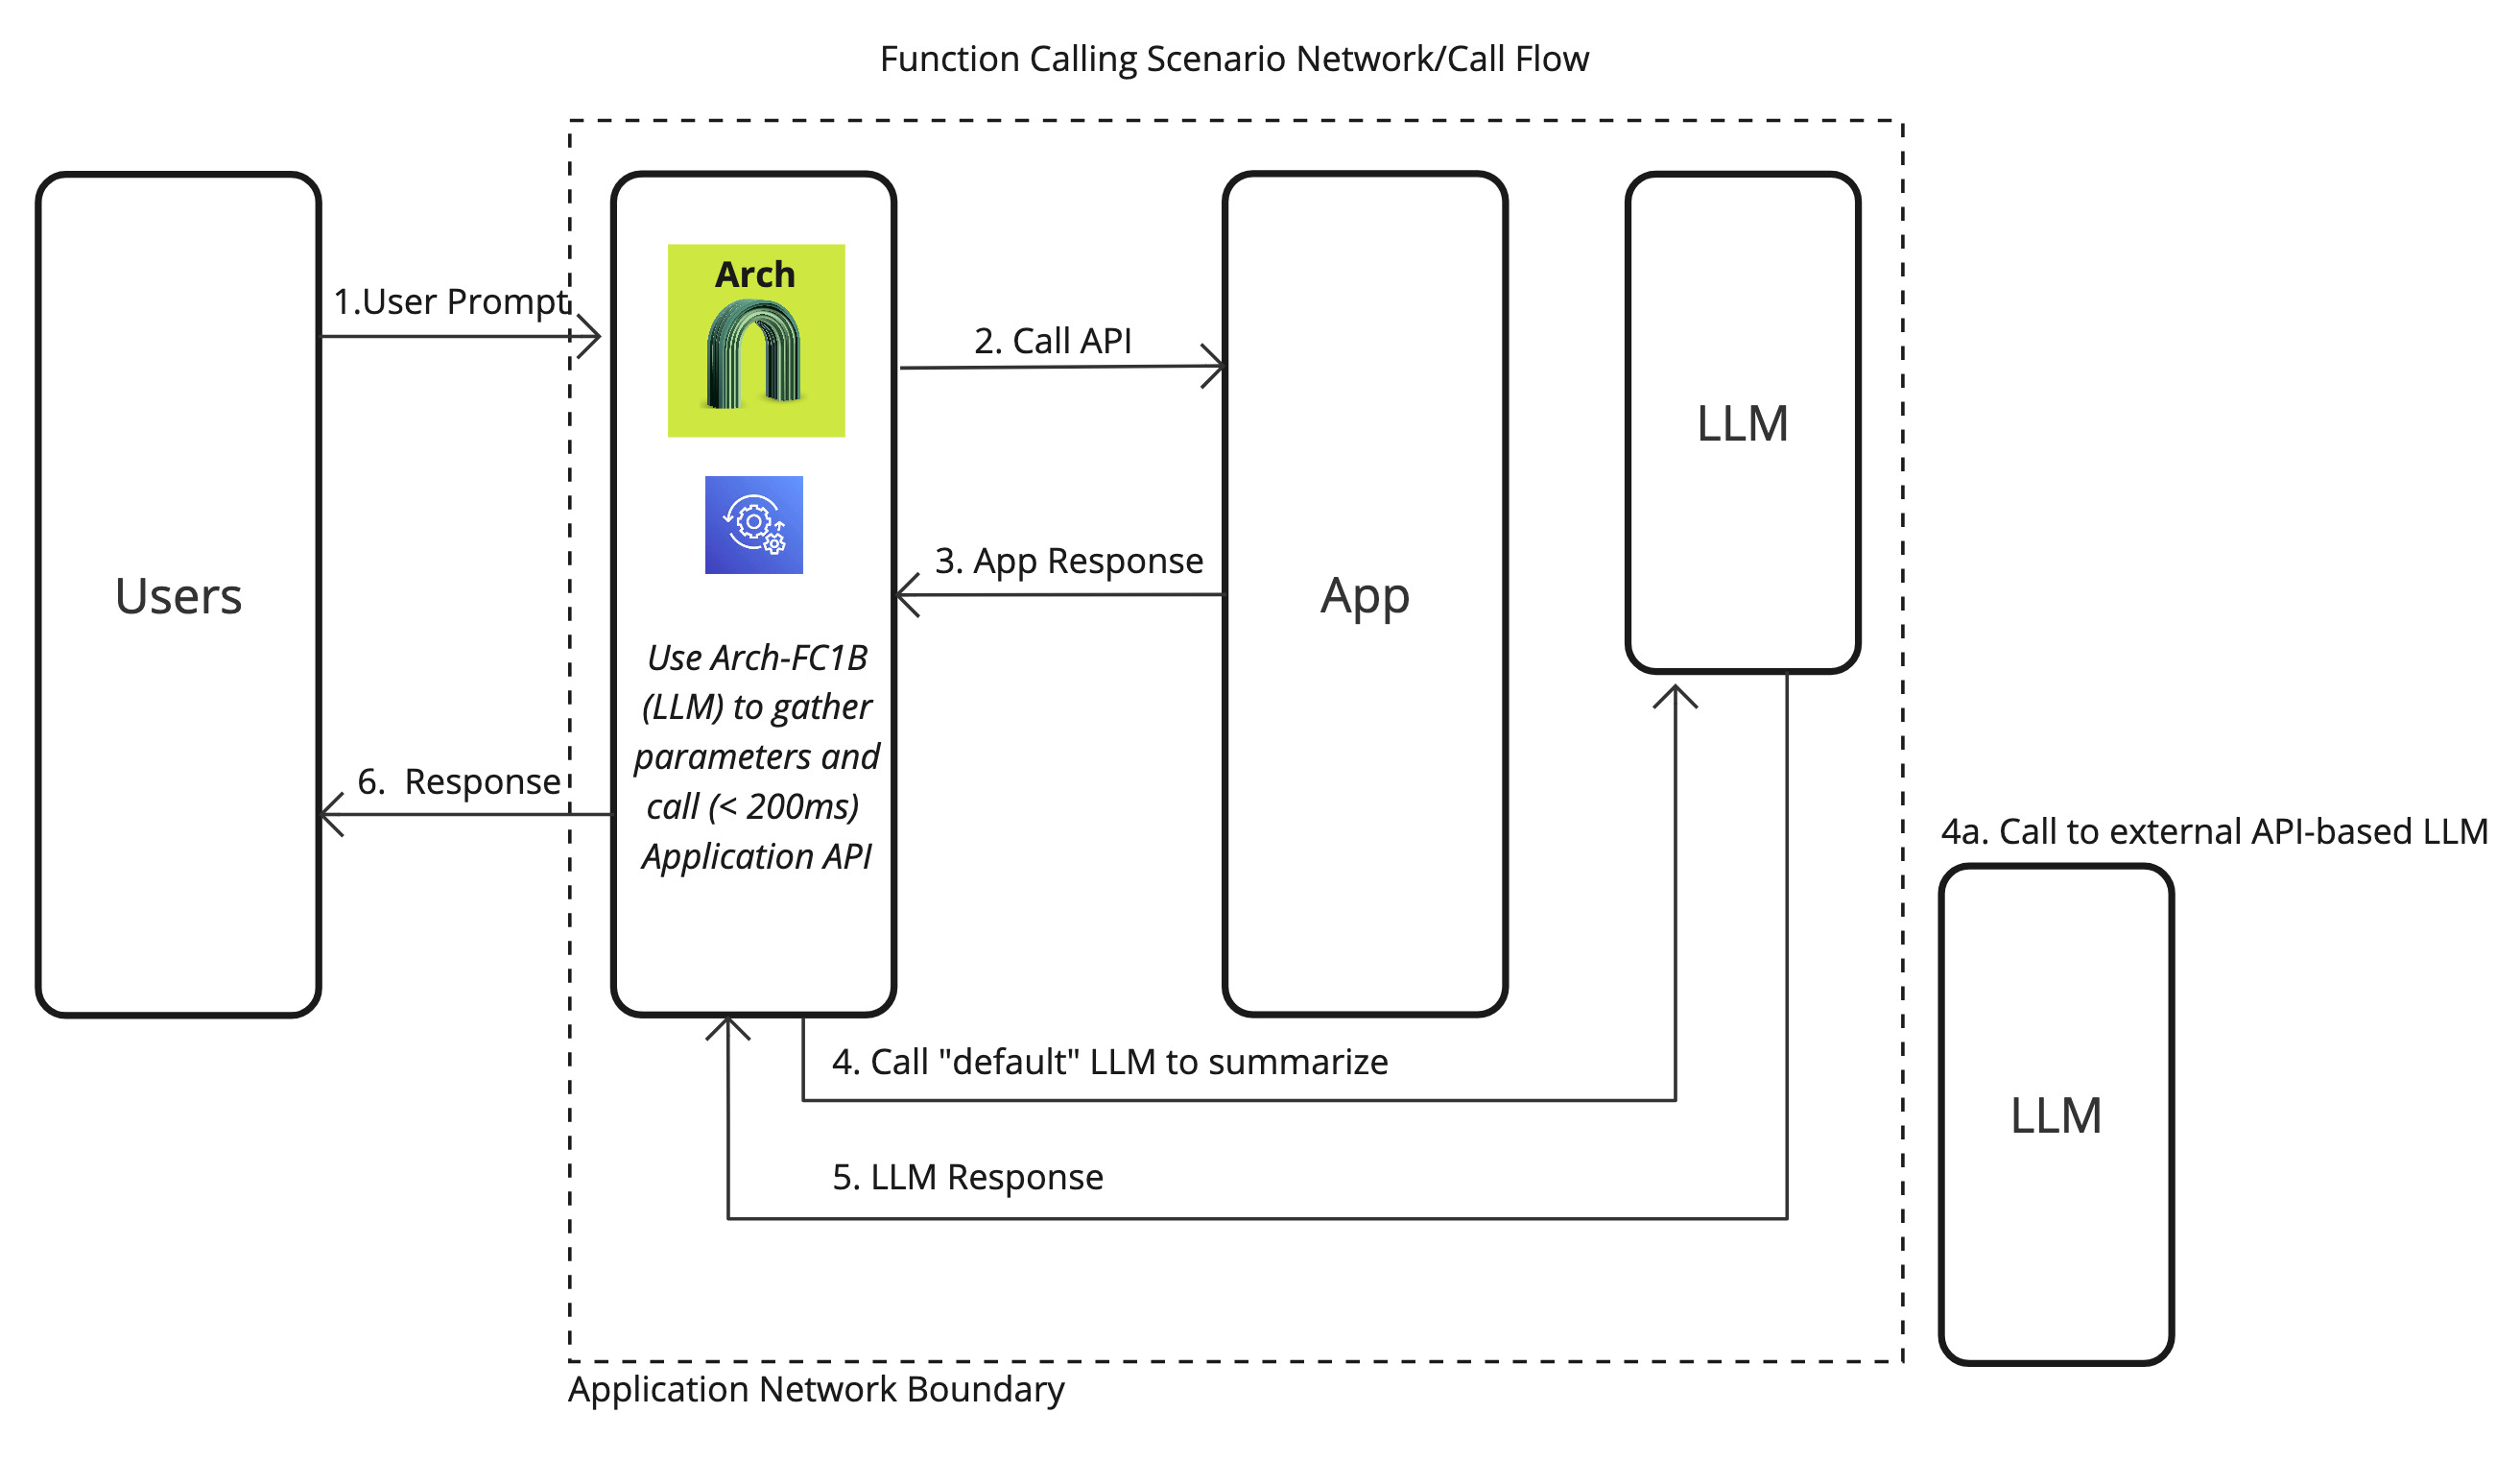 Function Calling Scenario Network/Call Flow
Users
1.User Prompt
6. Response
Arch
Use Arch-FC1B
(LLM) to gather
parameters and
call (< 200ms)
Application API
2. Call API
3. App Response
App
LLM
4. Call "default" LLM to summarize
5. LLM Response
4a. Call to external API-based LLM
LLM
Application Network Boundary